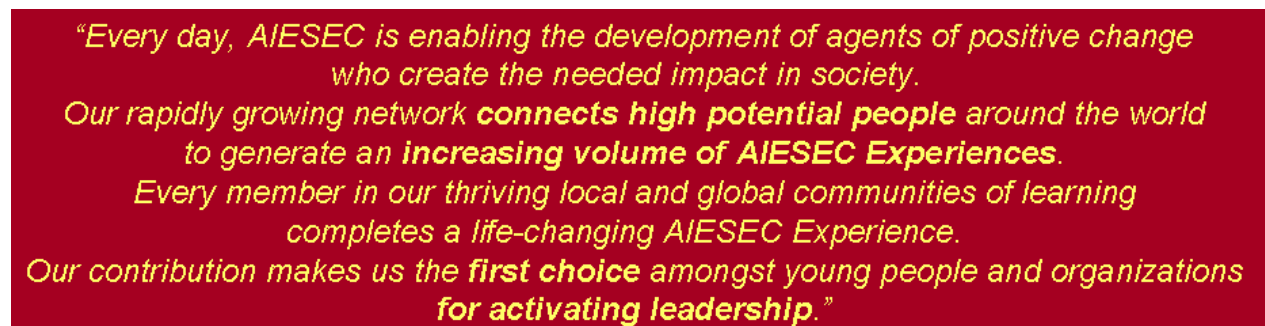 “Every day, AIESEC is enabling the development of agents of positive change
who create the needed impact in society.
Our rapidly growing network connects high potential people around the world
to generate an increasing volume of AIESEC Experiences.
Every member in our thriving local and global communities of learning
completes a life-changing AIESEC Experience.
Our contribution makes us the first choice amongst young people and organizations
for activating leadership.”